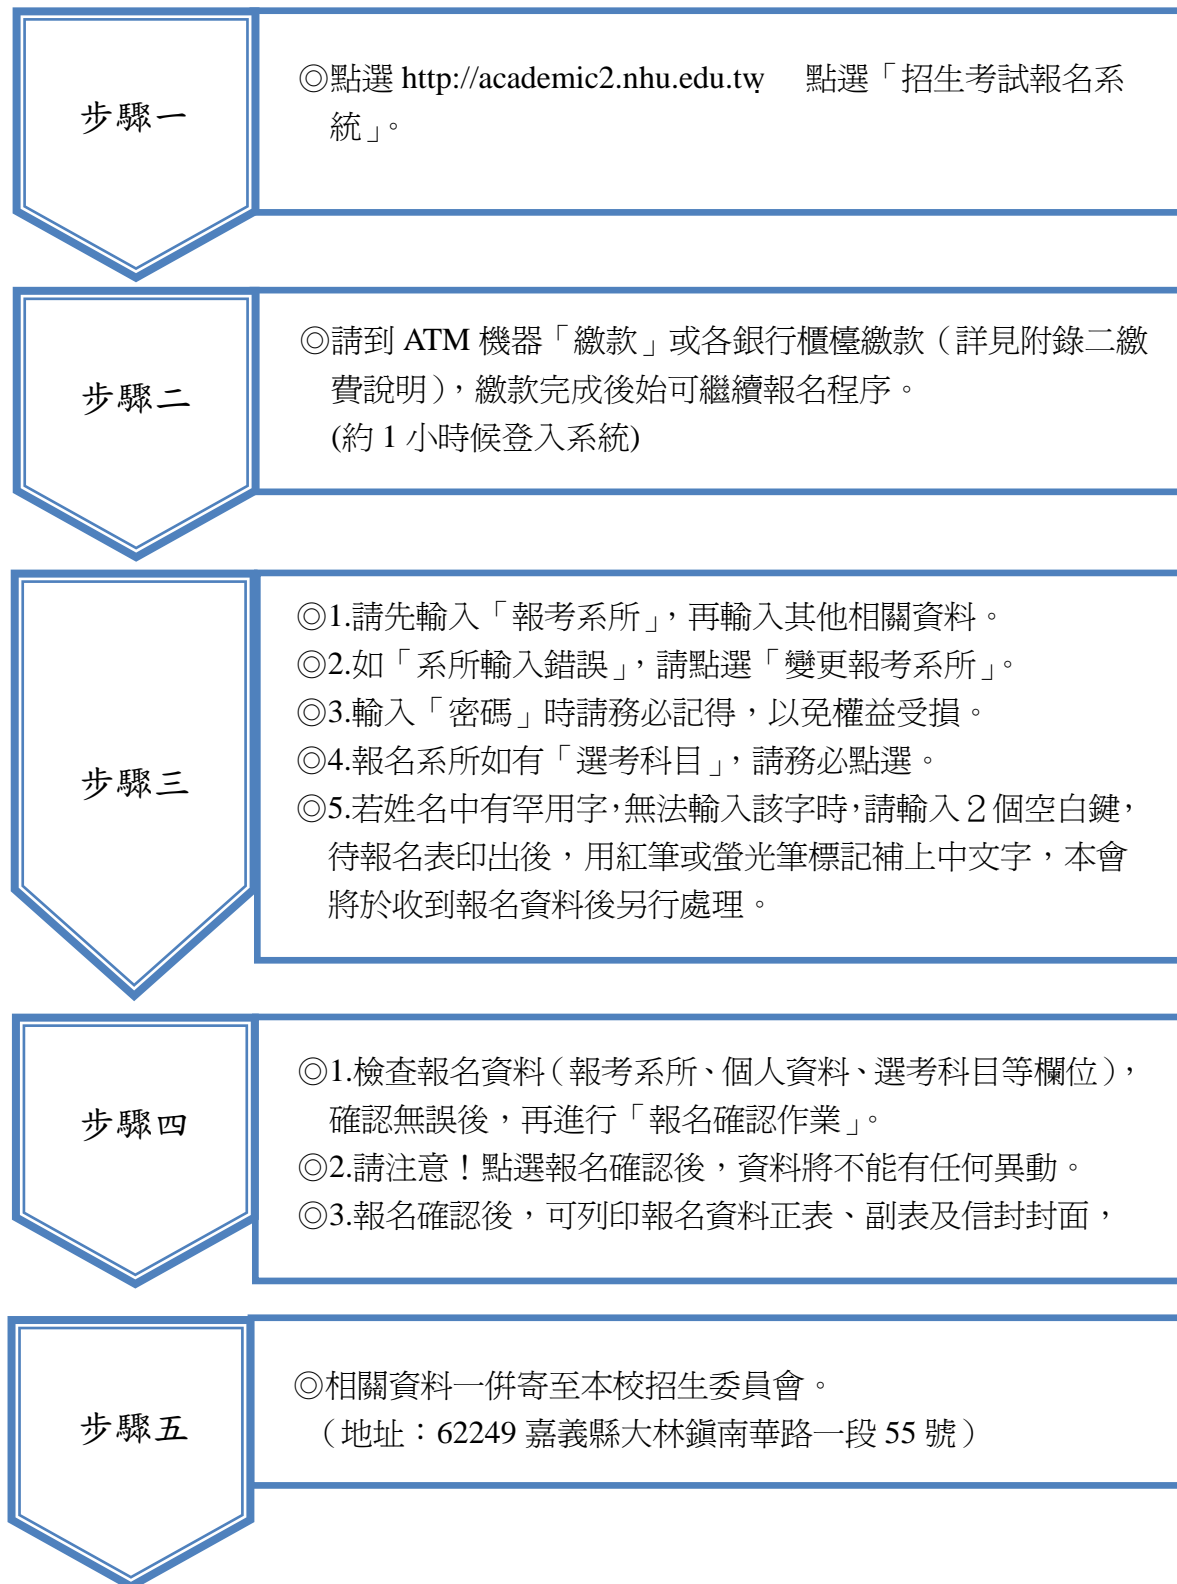 步驟一
◎點選 http://academic2.nhu.edu.tw, 點選「招生考試報名系
統」。
步驟二
◎請到 ATM 機器「繳款」或各銀行櫃檯繳款（詳見附錄二繳
費說明），繳款完成後始可繼續報名程序。
(約 1 小時候登入系統)
步驟三
◎1.請先輸入「報考系所」，再輸入其他相關資料。
◎2.如「系所輸入錯誤」，請點選「變更報考系所」。
◎3.輸入「密碼」時請務必記得，以免權益受損。
◎4.報名系所如有「選考科目」，請務必點選。
◎5.若姓名中有罕用字，無法輸入該字時，請輸入２個空白鍵，
待報名表印出後，用紅筆或螢光筆標記補上中文字，本會
將於收到報名資料後另行處理。
步驟四
◎1.檢查報名資料（報考系所、個人資料、選考科目等欄位），
確認無誤後，再進行「報名確認作業」。
◎2.請注意！點選報名確認後，資料將不能有任何異動。
◎3.報名確認後，可列印報名資料正表、副表及信封封面，
步驟五
◎相關資料一併寄至本校招生委員會。
（地址：62249 嘉義縣大林鎮南華路一段 55 號）